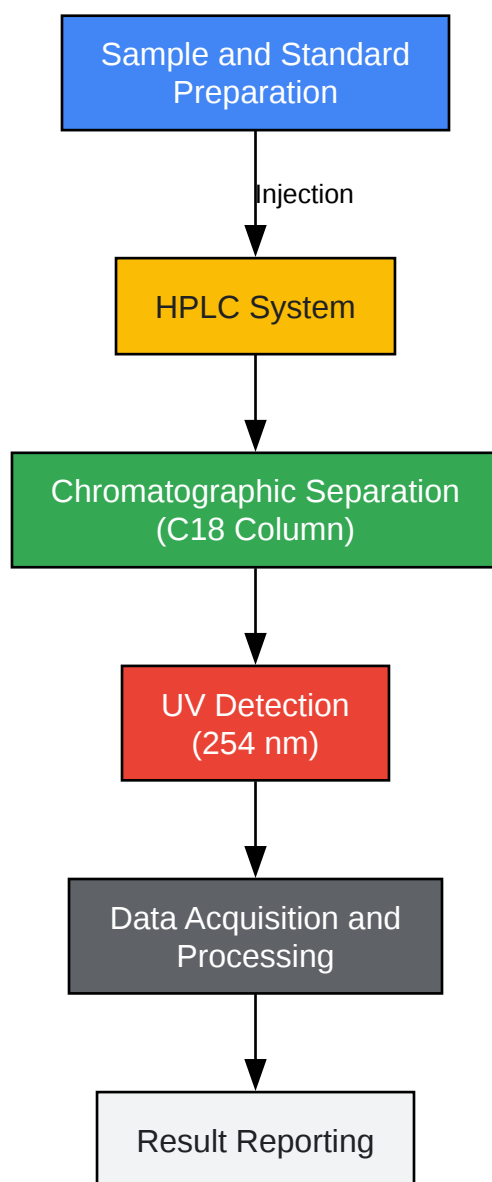 Sample and Standard
Preparation
Injection
HPLC System
Chromatographic Separation
(C18 Column)
UV Detection
(254 nm)
Data Acquisition and
Processing
Result Reporting